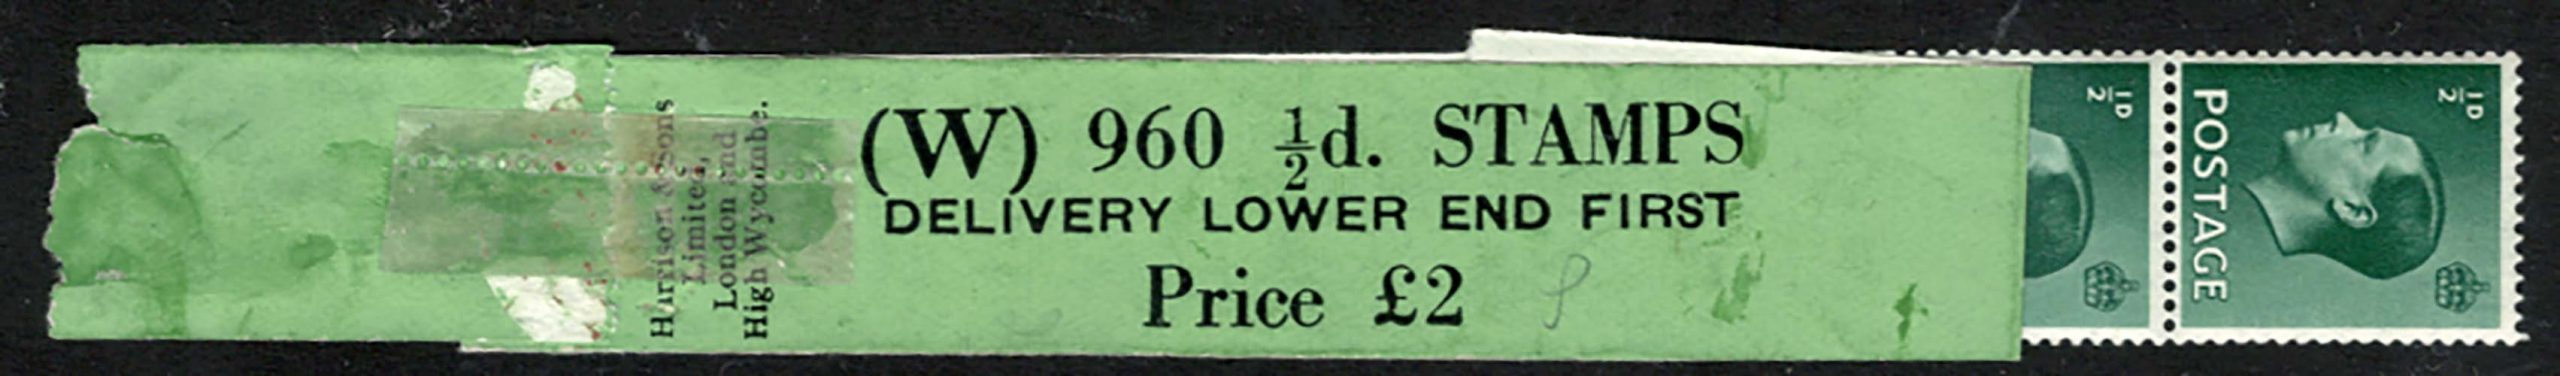 Harrison & Sons
Limited,
London and
High Wycombe.
(W) 960 ½d. STAMPS
DELIVERY LOWER END FIRST
Price £2
½D
½D
POSTAGE